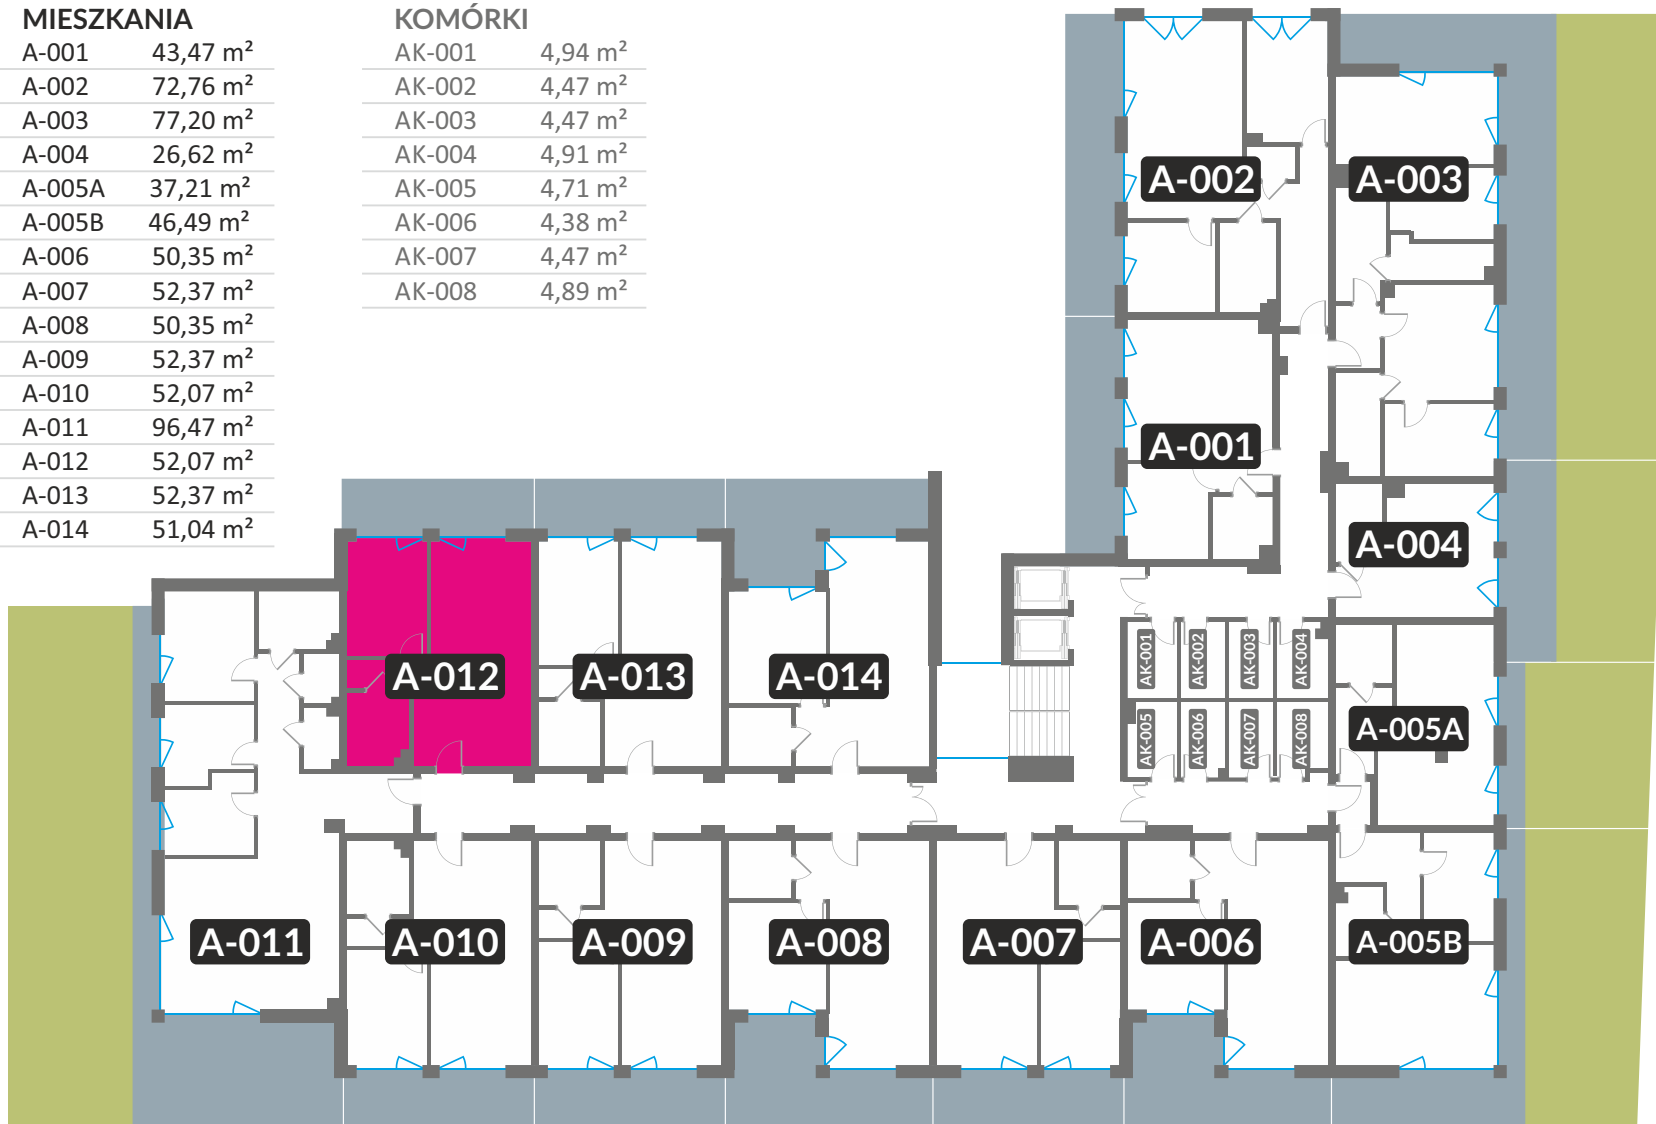 MIESZKANIA
A-001 43,47 m²
A-002 72,76 m²
A-003 77,20 m²
A-004 26,62 m²
A-005A 37,21 m²
A-005B 46,49 m²
A-006 50,35 m²
A-007 52,37 m²
A-008 50,35 m²
A-009 52,37 m²
A-010 52,07 m²
A-011 96,47 m²
A-012 52,07 m²
A-013 52,37 m²
A-014 51,04 m²
KOMÓRKI
AK-001 4,94 m²
AK-002 4,47 m²
AK-003 4,47 m²
AK-004 4,91 m²
AK-005 4,71 m²
AK-006 4,38 m²
AK-007 4,47 m²
AK-008 4,89 m²
A-002
A-003
A-001
A-004
A-012
A-013
A-014
AK-001
AK-002
AK-003
AK-004
AK-005
AK-006
AK-007
AK-008
A-005A
A-011
A-010
A-009
A-008
A-007
A-006
A-005B